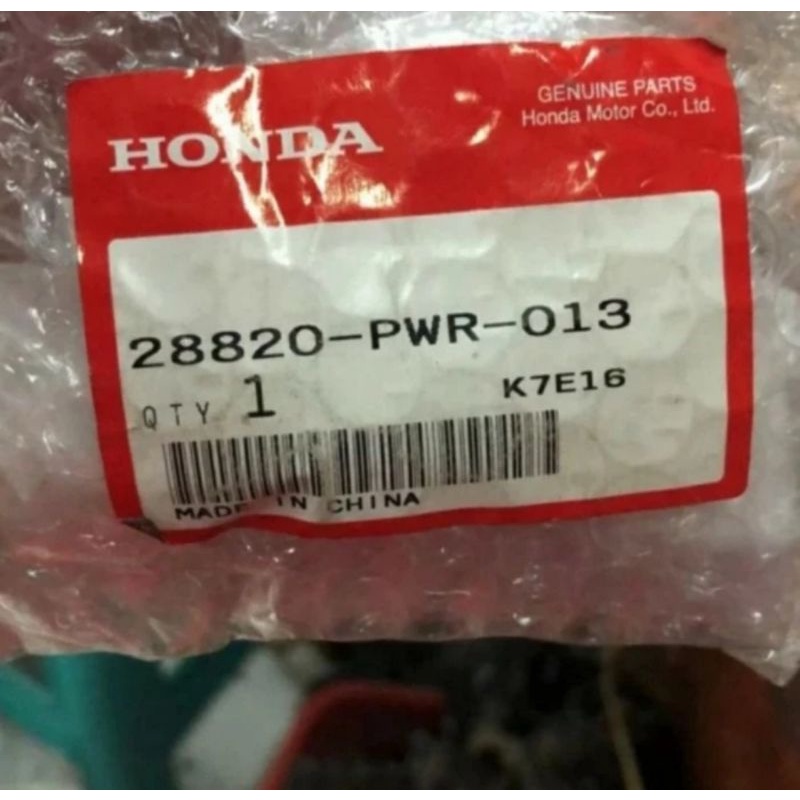 GENUINE PARTS
Honda Motor Co., Ltd.
HONDA
28820-PWR-013
QTY 1
K7E16
MADE IN CHINA